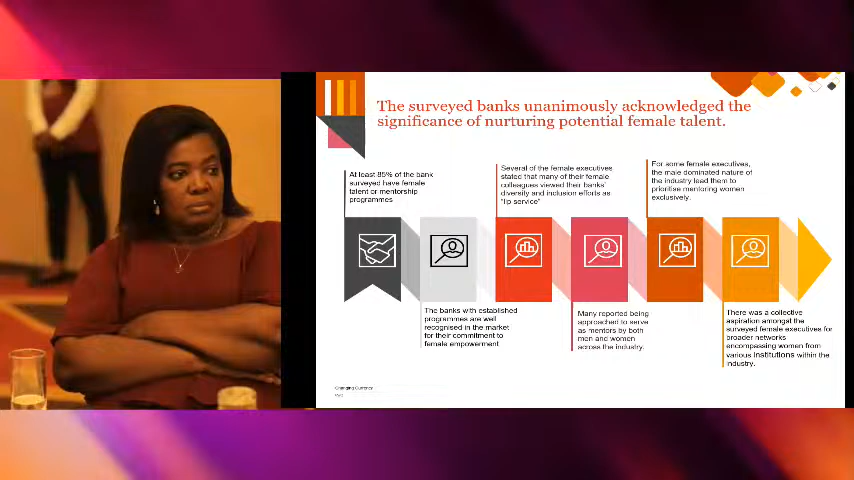 The surveyed banks unanimously acknowledged the
significance of nurturing potential female talent.
At least 85% of the bank
surveyed have female
talent or mentorship
programmes
Several of the female executives
stated that many of their female
colleagues viewed their banks'
diversity and inclusion efforts as
"lip service"
For some female executives,
the male dominated nature of
the industry lead them to
prioritise mentoring women
exclusively.
The banks with established
programmes are well
recognised in the market
for their commitment to
female empowerment
Many reported being
approached to serve
as mentors by both
men and women
across the industry.
There was a collective
aspiration amongst the
surveyed female executives for
broader networks
encompassing women from
various institutions within the
industry.
Changing Currency